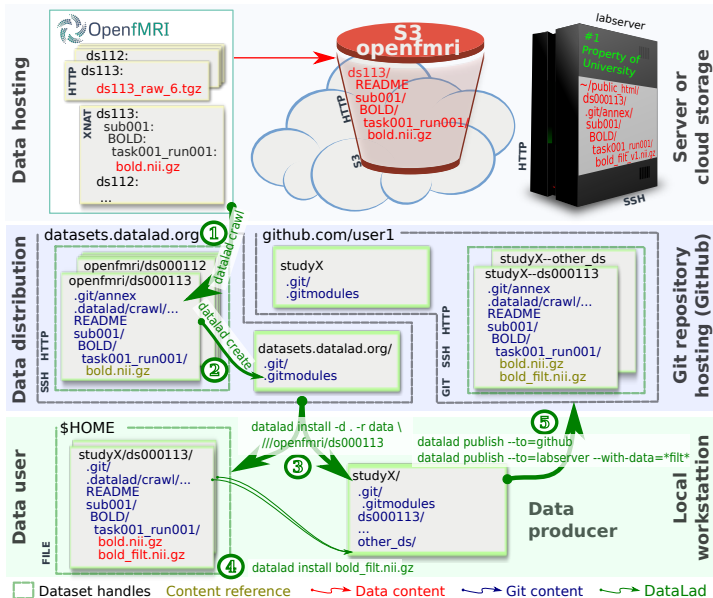 Data hosting
OpenfMRI
HTTP
ds112:
ds113:
ds113_raw_6.tgz
XNAT
ds113:
sub001:
BOLD:
task001_run001:
bold.nii.gz
ds112:
...
S3
openfmri
ds113/
README
sub001/
BOLD/
task001_run001/
bold.nii.gz
HTTP
S3
labserver
#1
Property of
University
~/public_html/
ds000113/
.git/annex/
sub001/
BOLD/
task001_run001/
bold_filt_v1.nii.gz
HTTP
SSH
Server or
cloud storage
Data distribution
datasets.datalad.org
1
datalad crawl
openfmri/ds000112
openfmri/ds000113
.git/annex
.datalad/crawl/...
README
sub001/
BOLD/
task001_run001/
bold.nii.gz
SSH HTTP
2
datalad create
datasets.datalad.org/
.git/
.gitmodules
github.com/user1
studyX
.git/
.gitmodules
studyX--other_ds
studyX--ds000113
.git/annex
.datalad/crawl/...
README
sub001/
BOLD/
task001_run001/
bold.nii.gz
bold_filt.nii.gz
GIT SSH HTTP
Git repository
hosting (GitHub)
Data user
$HOME
studyX/ds000113/
.git/
.datalad/crawl/...
README
sub001/
BOLD/
task001_run001/
bold.nii.gz
bold_filt.nii.gz
FILE
datalad install -d . -r data \
///openfmri/ds000113
3
4
datalad install bold_filt.nii.gz
studyX/
.git/
.gitmodules
ds000113/
...
other_ds/
5
datalad publish --to=github
datalad publish --to=labserver --with-data=*filt*
Data
producer
Local
workstation
Dataset handles
Content reference
Data content
Git content
DataLad